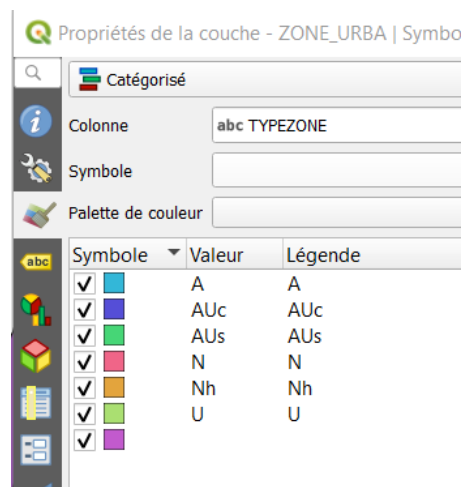 Propriétés de la couche - ZONE_URBA | Symbo
Catégorisé
Colonne abc TYPEZONE
Symbole
Palette de couleur
abc
Symbole Valeur Légende
A A
AUc AUc
AUs AUs
N N
Nh Nh
U U